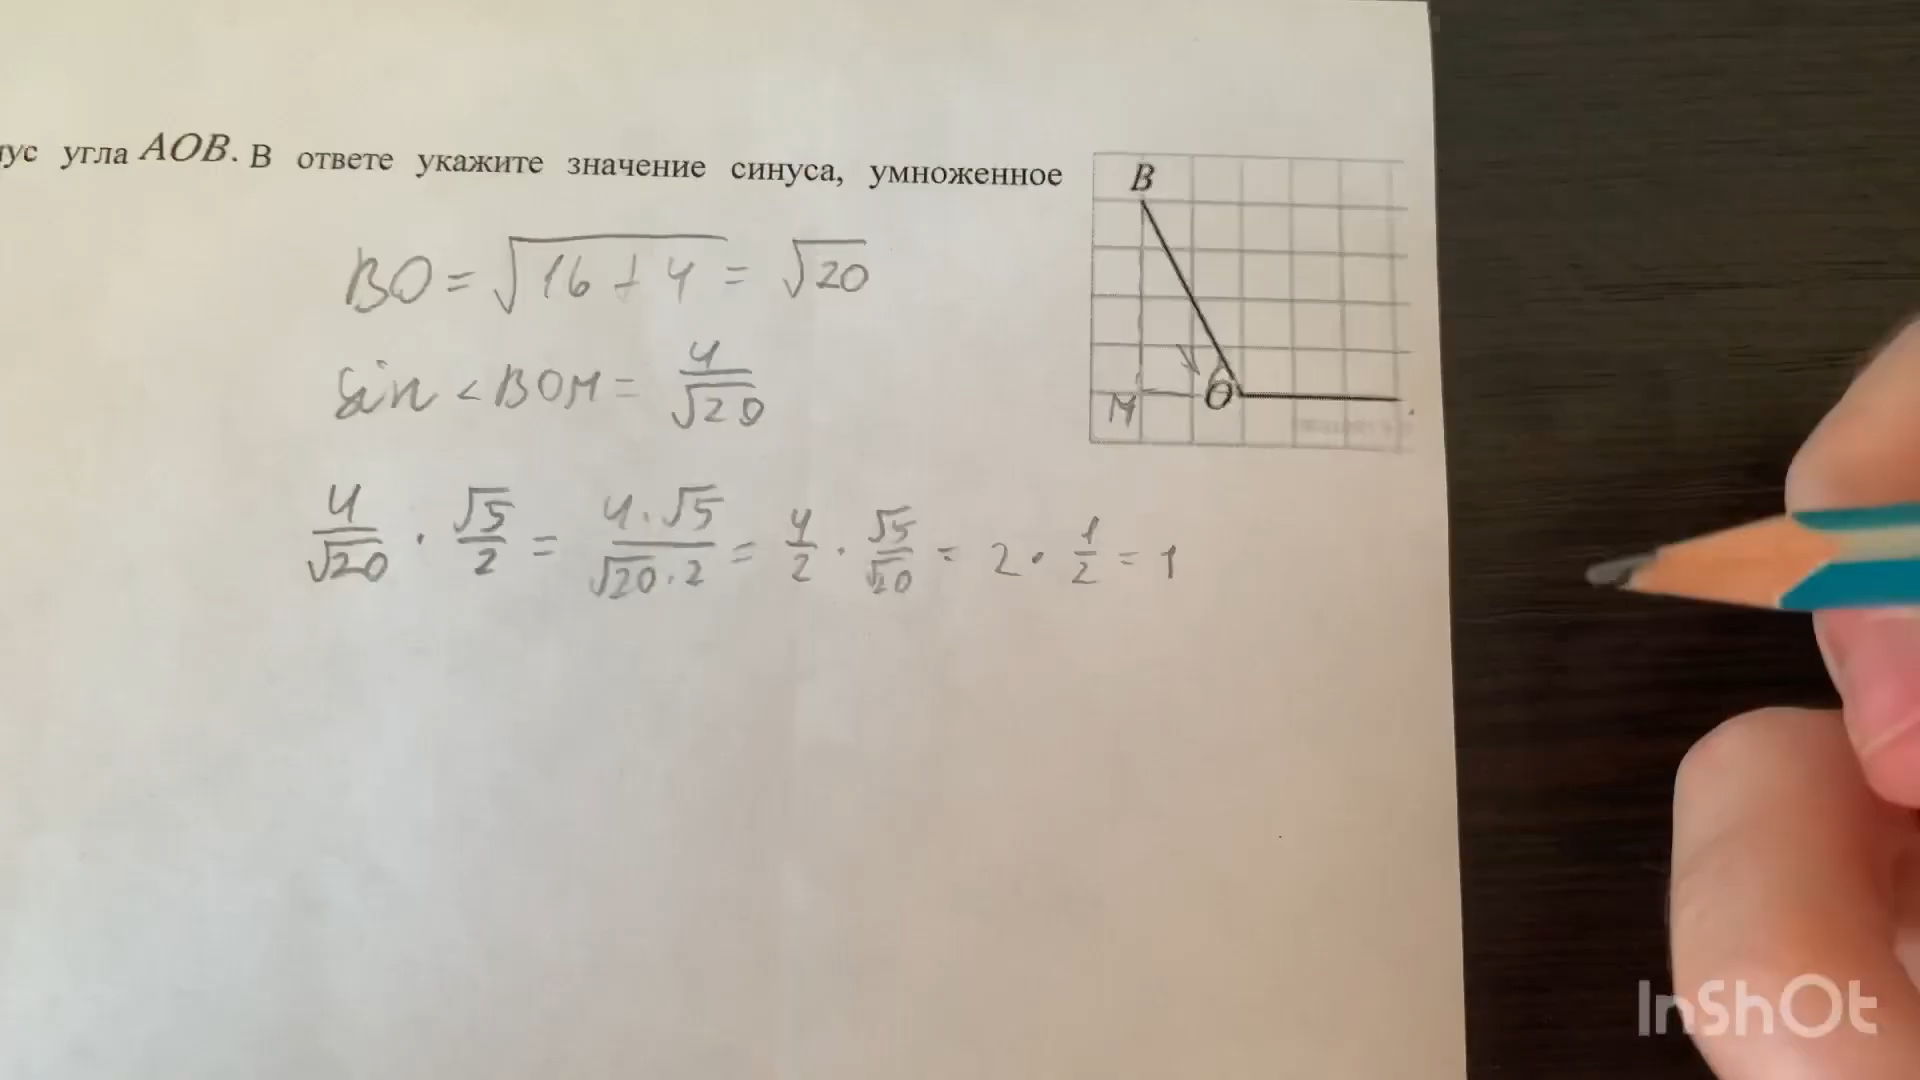 угла AOB. В ответе укажите значение синуса, умноженное
B
BO = √16 + 4 = √20
sin < BOM = 4/√20
M O
4/√20 · √5/2 = 4·√5/√20·2 = 4/2 · √5/√20 = 2 · 1/2 = 1
InShOt